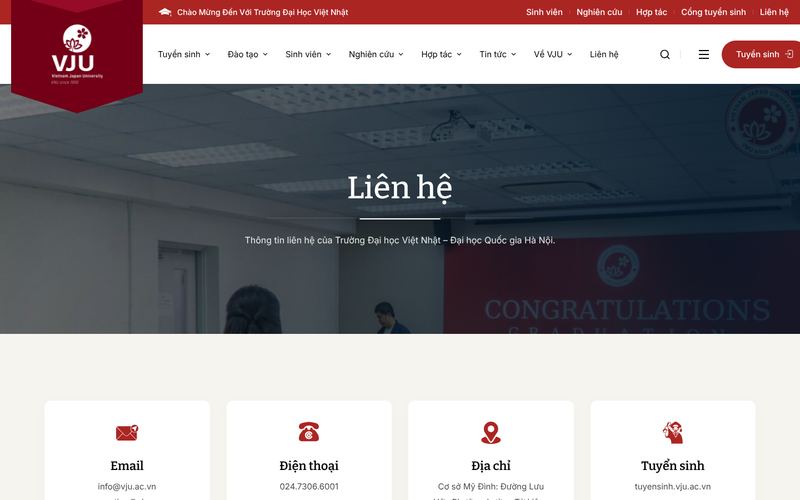 Chào Mừng Đến Với Trường Đại Học Việt Nhật
Sinh viên
Nghiên cứu
Hợp tác
Cổng tuyển sinh
Liên hệ
VJU
Vietnam Japan University
VNU since 1906
Tuyển sinh
Đào tạo
Sinh viên
Nghiên cứu
Hợp tác
Tin tức
Về VJU
Liên hệ
Tuyển sinh
Liên hệ
Thông tin liên hệ của Trường Đại học Việt Nhật – Đại học Quốc gia Hà Nội.
CONGRATULATIONS
GRADUATION
Email
info@vju.ac.vn
Điện thoại
024.7306.6001
Địa chỉ
Cơ sở Mỹ Đình: Đường Lưu
Tuyển sinh
tuyensinh.vju.ac.vn